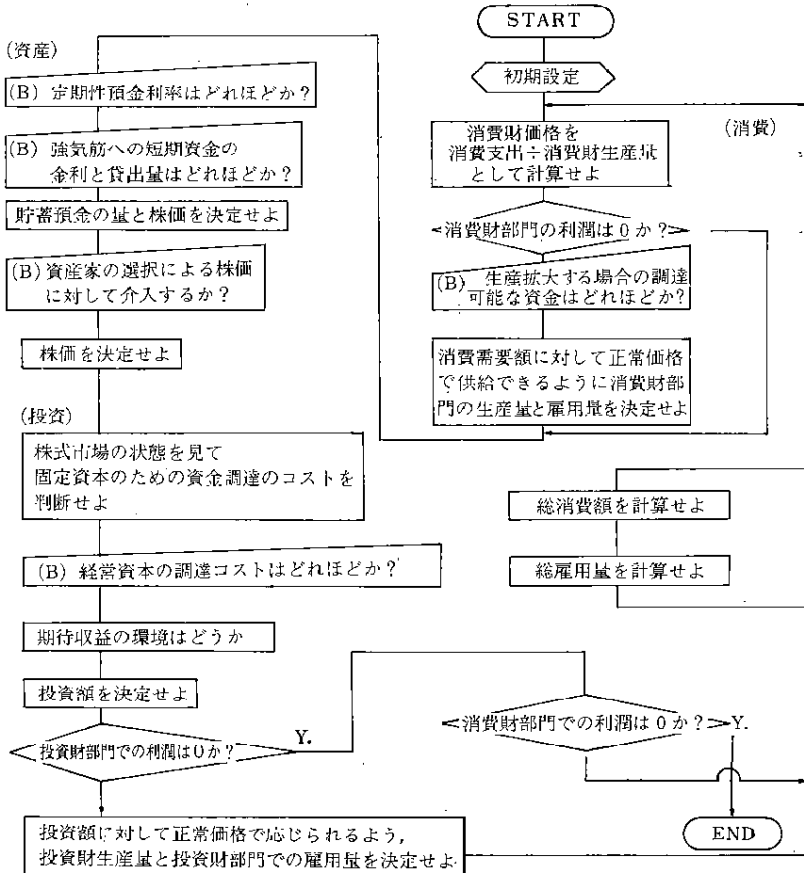 START
初期設定
(消費)
消費財価格を
消費支出÷消費財生産量
として計算せよ
消費財部門の利潤は0か？
(B) 生産拡大する場合の調達
可能な資金はどれほどか？
消費需要額に対して正常価格
で供給できるように消費財部
門の生産量と雇用量を決定せよ
(資産)
(B) 定期性預金利率はどれほどか？
(B) 強気筋への短期資金の
金利と貸出量はどれほどか？
貯蓄預金の量と株価を決定せよ
(B) 資産家の選択による株価
に対して介入するか？
株価を決定せよ
(投資)
株式市場の状態を見て
固定資本のための資金調達のコストを
判断せよ
(B) 経営資本の調達コストはどれほどか？
期待収益の環境はどうか
投資額を決定せよ
投資財部門での利潤は0か？
Y.
投資額に対して正常価格で応じられるよう，
投資財生産量と投資財部門での雇用量を決定せよ
消費財部門での利潤は0か？
Y.
END
総消費額を計算せよ
総雇用量を計算せよ